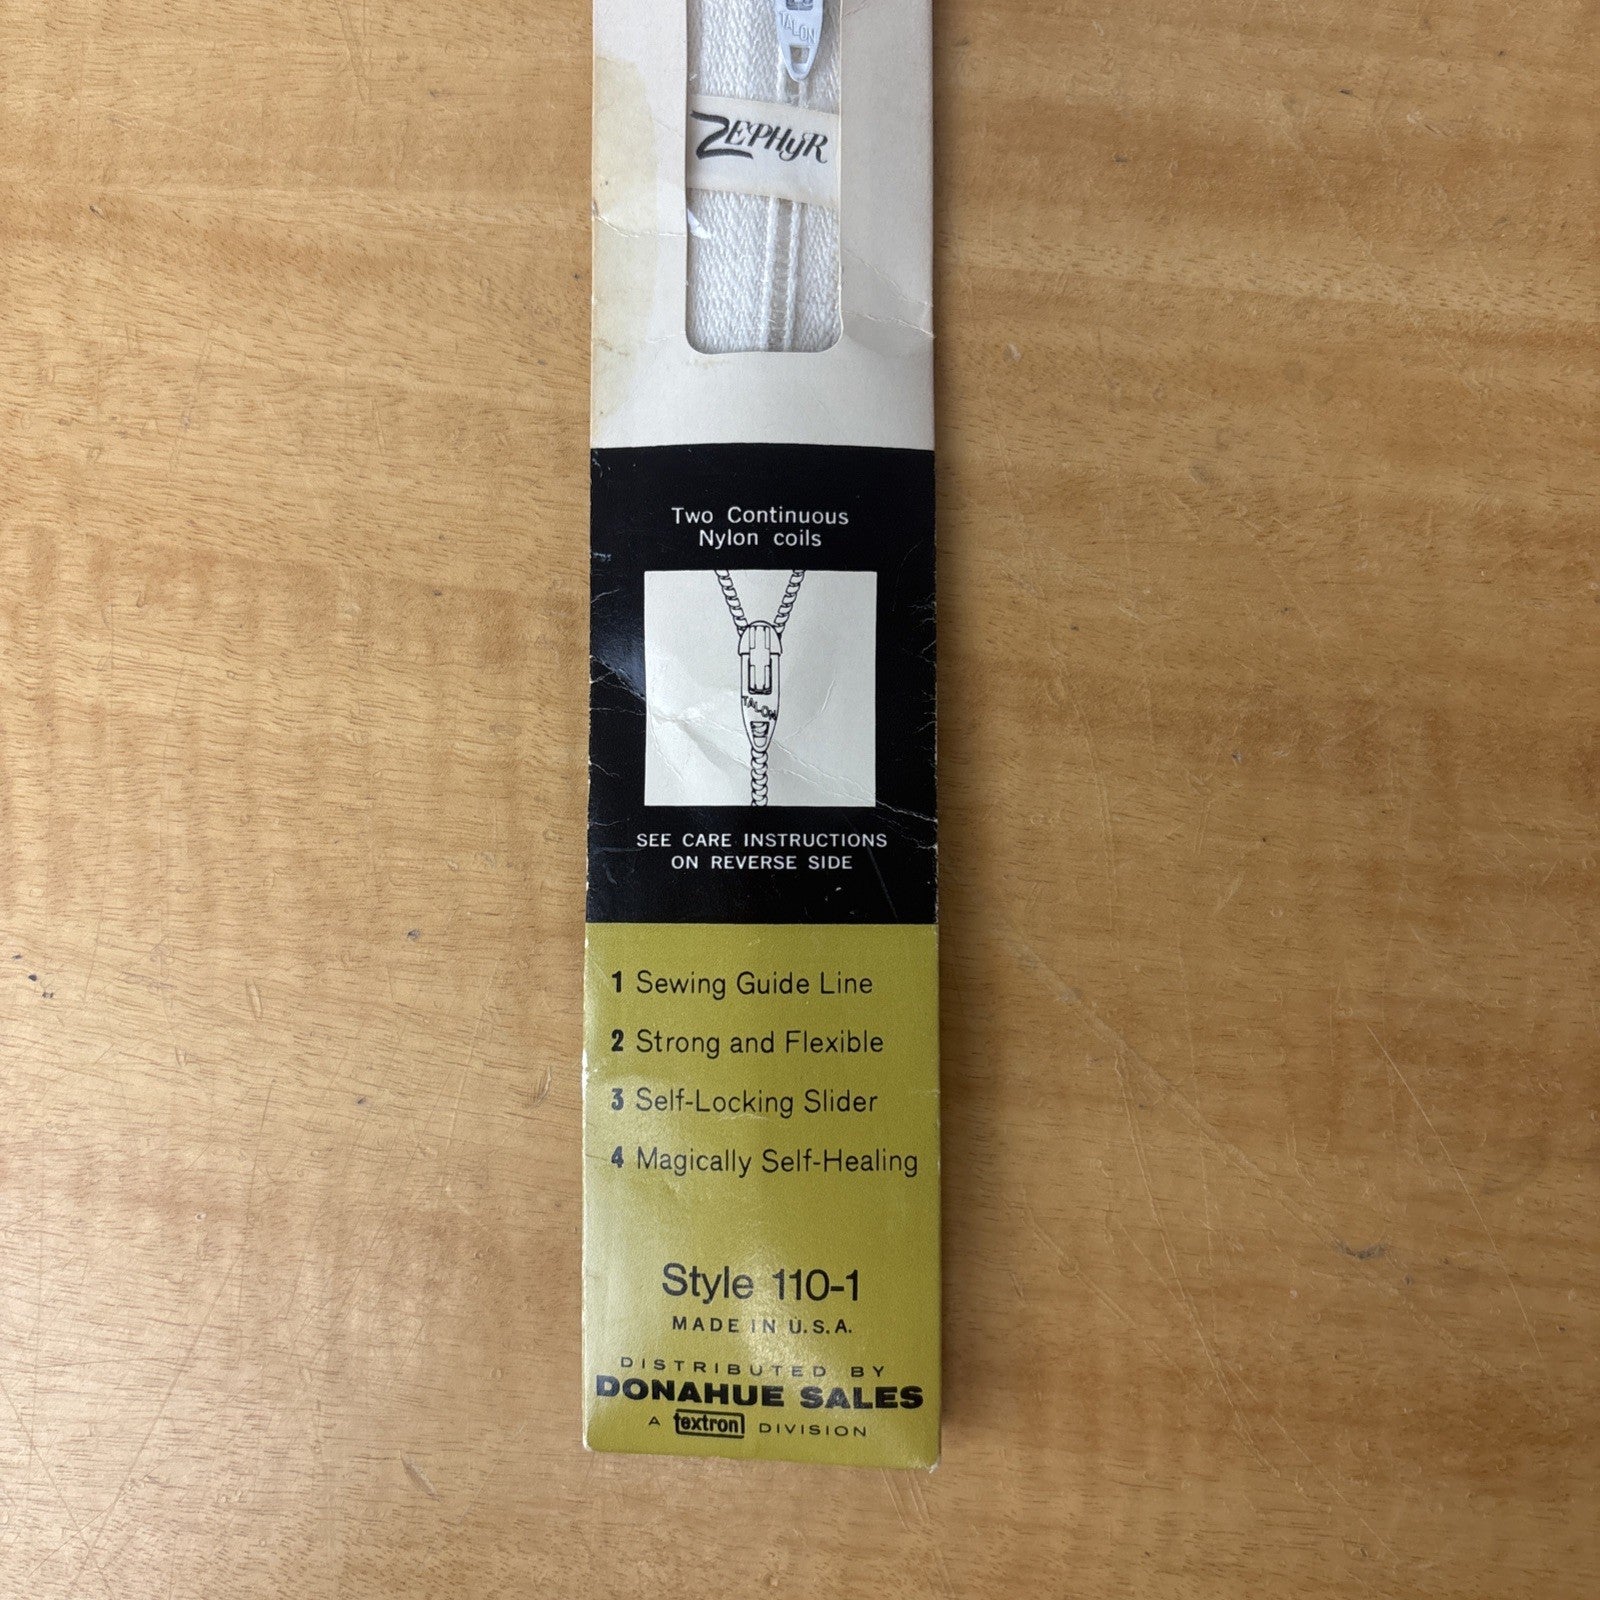 TALON
ZEPHyR
Two Continuous
Nylon coils
TALON
SEE CARE INSTRUCTIONS
ON REVERSE SIDE
1 Sewing Guide Line
2 Strong and Flexible
3 Self-Locking Slider
4 Magically Self-Healing
Style 110-1
MADE IN U.S.A.
DISTRIBUTED BY
DONAHUE SALES
A textron DIVISION